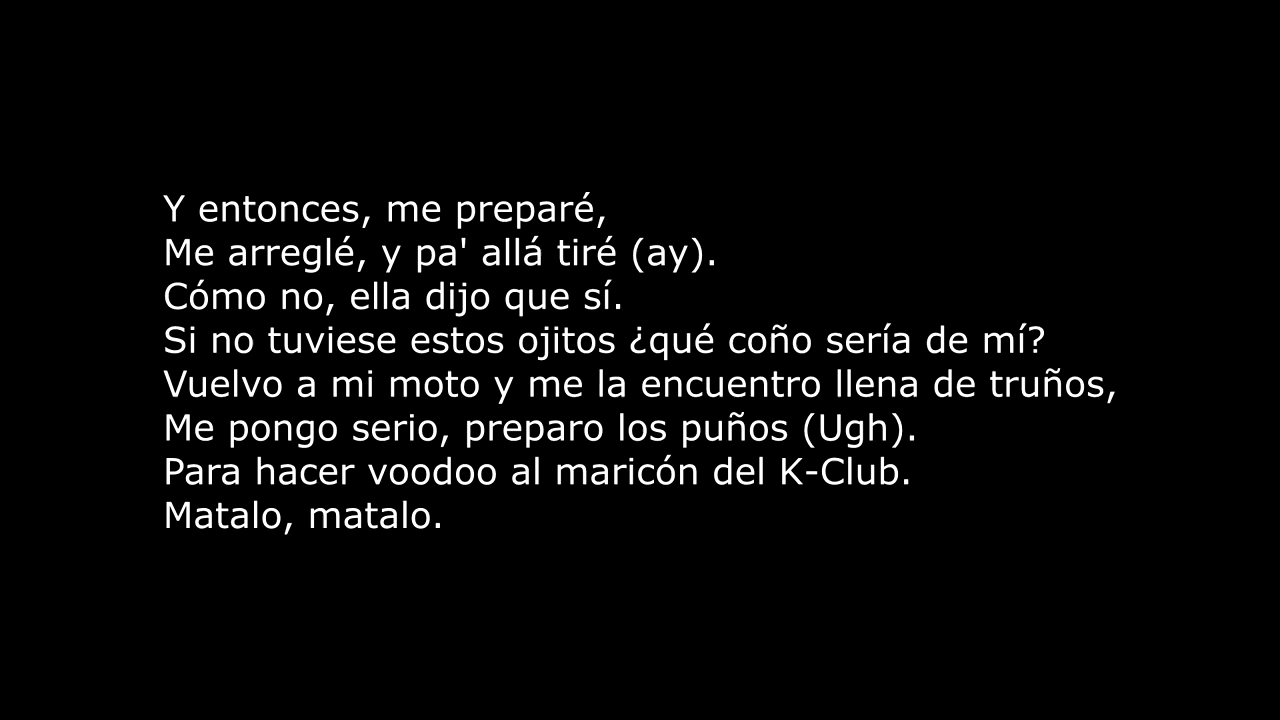 Y entonces, me preparé,
Me arreglé, y pa' allá tiré (ay).
Cómo no, ella dijo que sí.
Si no tuviese estos ojitos ¿qué coño sería de mí?
Vuelvo a mi moto y me la encuentro llena de truños,
Me pongo serio, preparo los puños (Ugh).
Para hacer voodoo al maricón del K-Club.
Matalo, matalo.